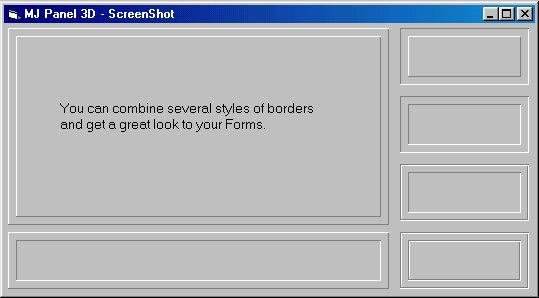 MJ Panel 3D - ScreenShot
You can combine several styles of borders
and get a great look to your Forms.